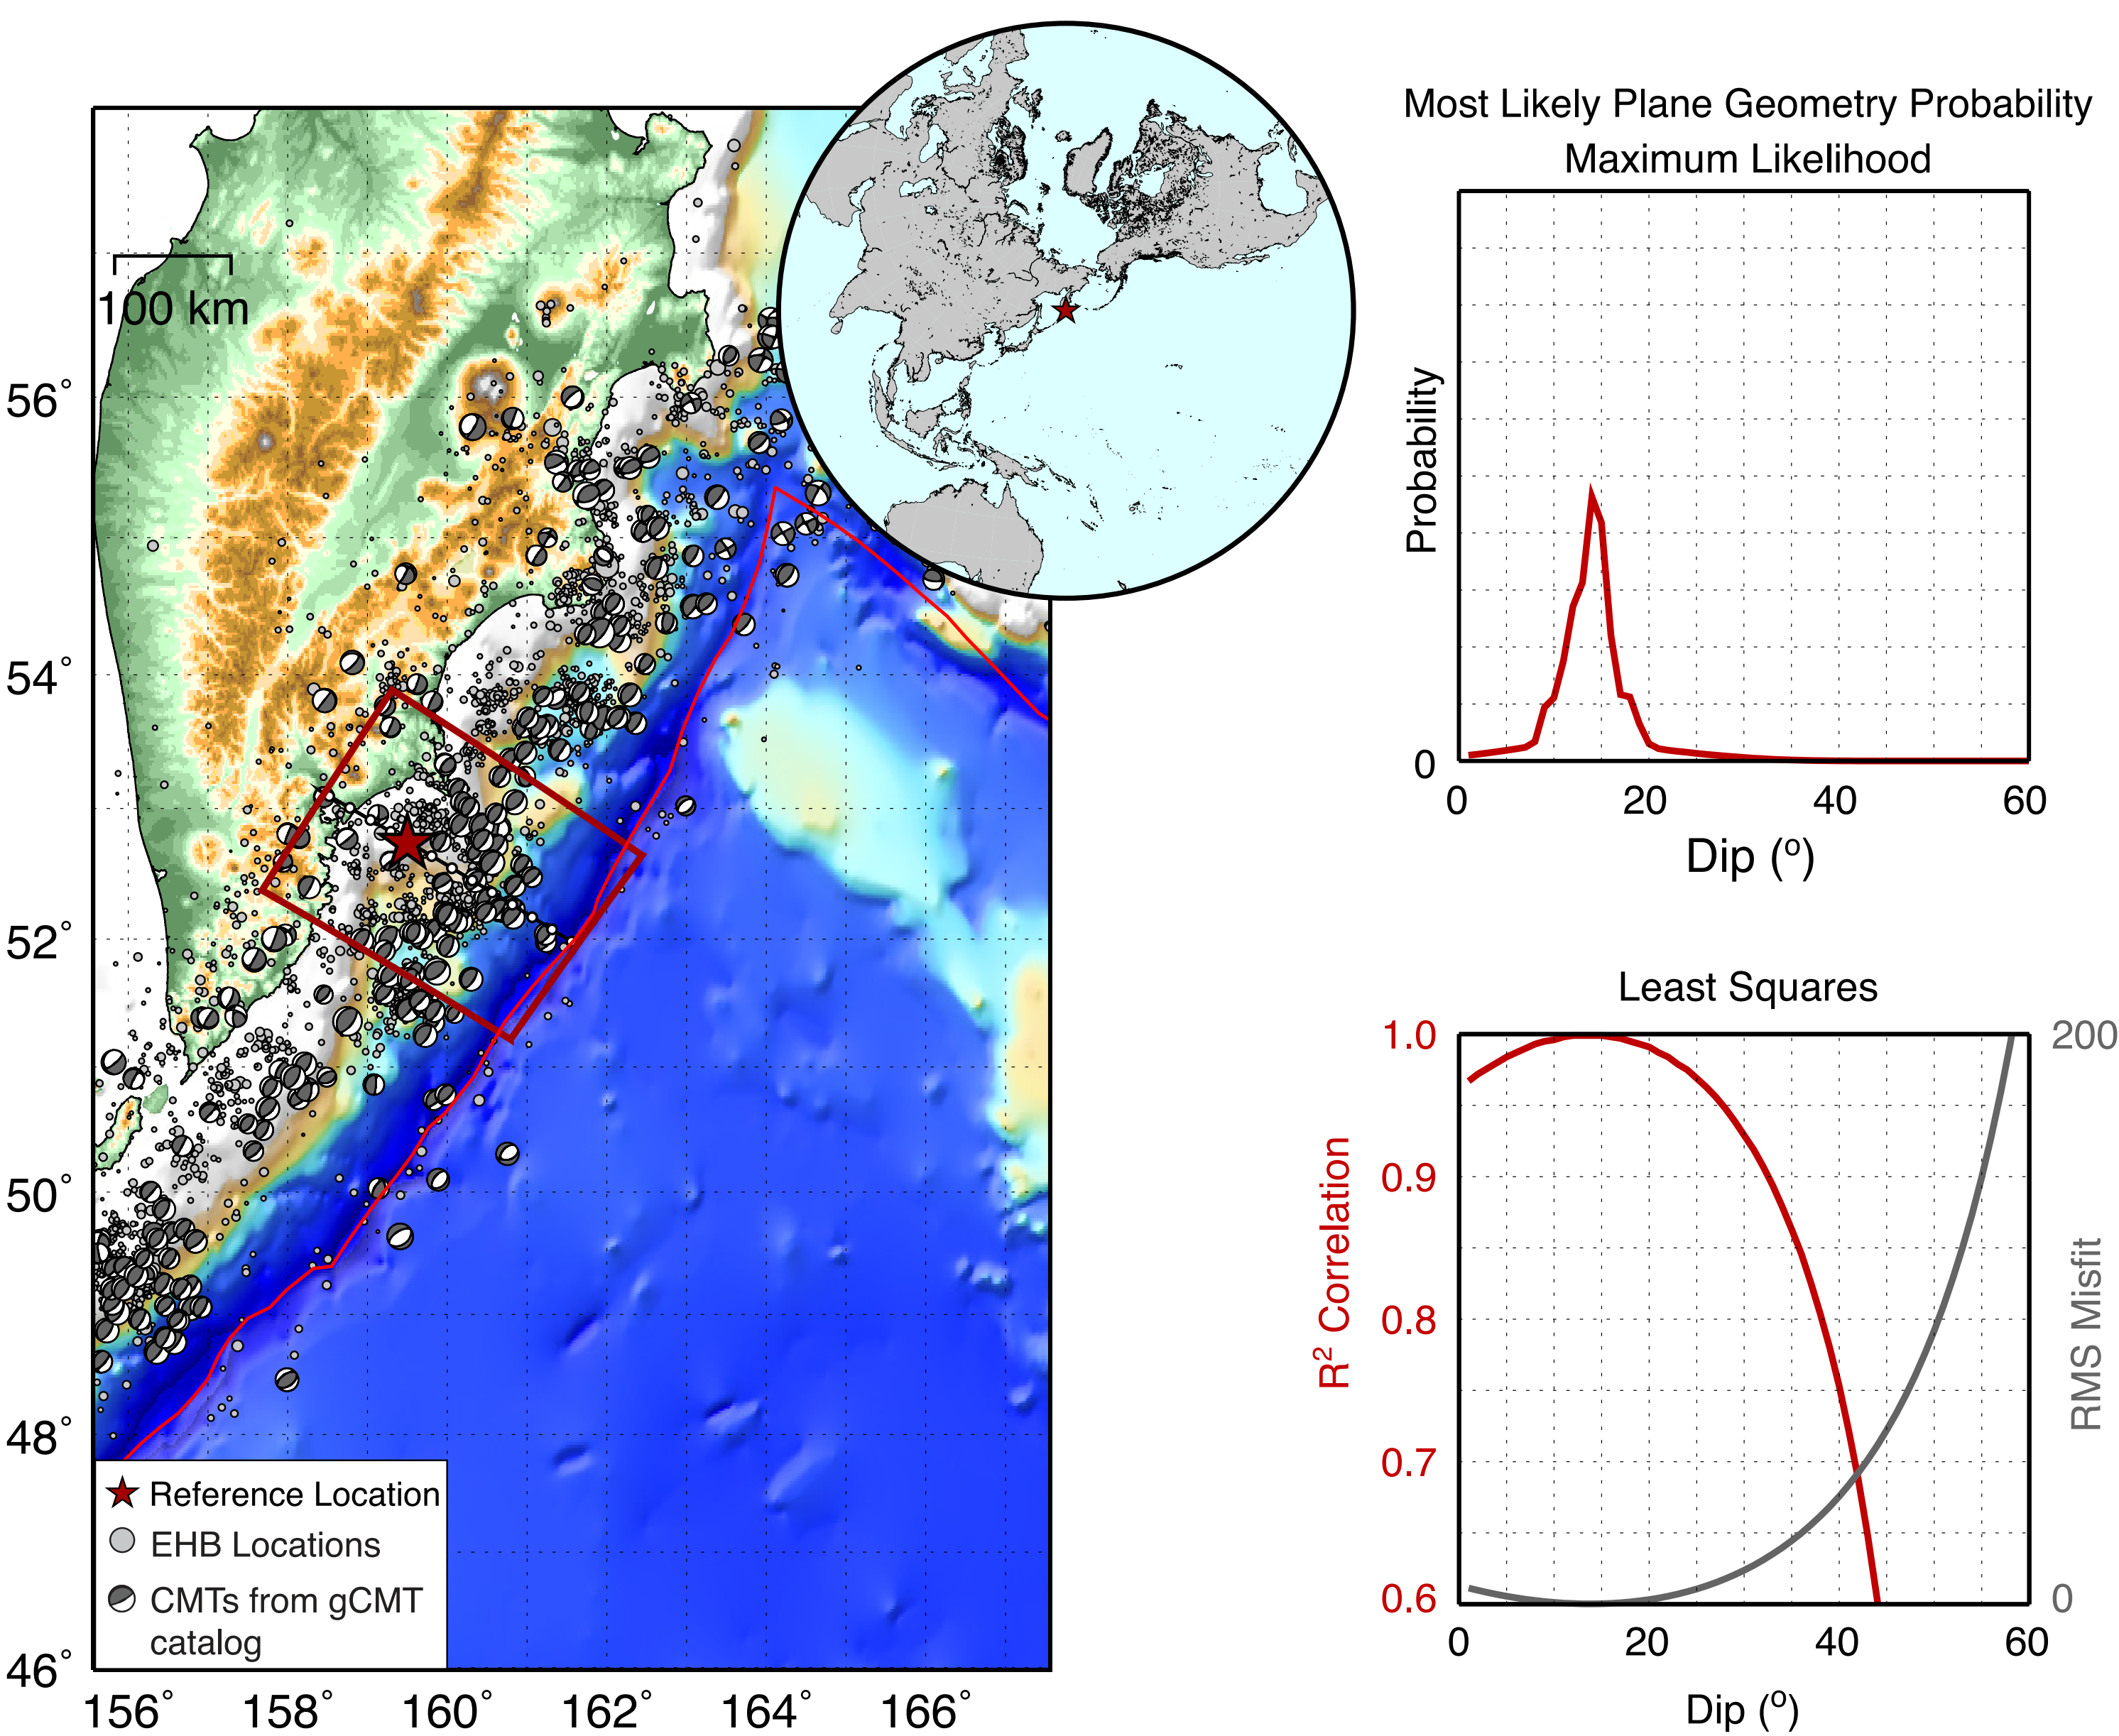 100 km
56°
54°
52°
50°
48°
46°
156°
158°
160°
162°
164°
166°
Reference Location
EHB Locations
CMTs from gCMT
catalog
Most Likely Plane Geometry Probability
Maximum Likelihood
Probability
0
0
20
40
60
Dip (º)
Least Squares
R² Correlation
1.0
0.9
0.8
0.7
0.6
200
0
RMS Misfit
0
20
40
60
Dip (º)